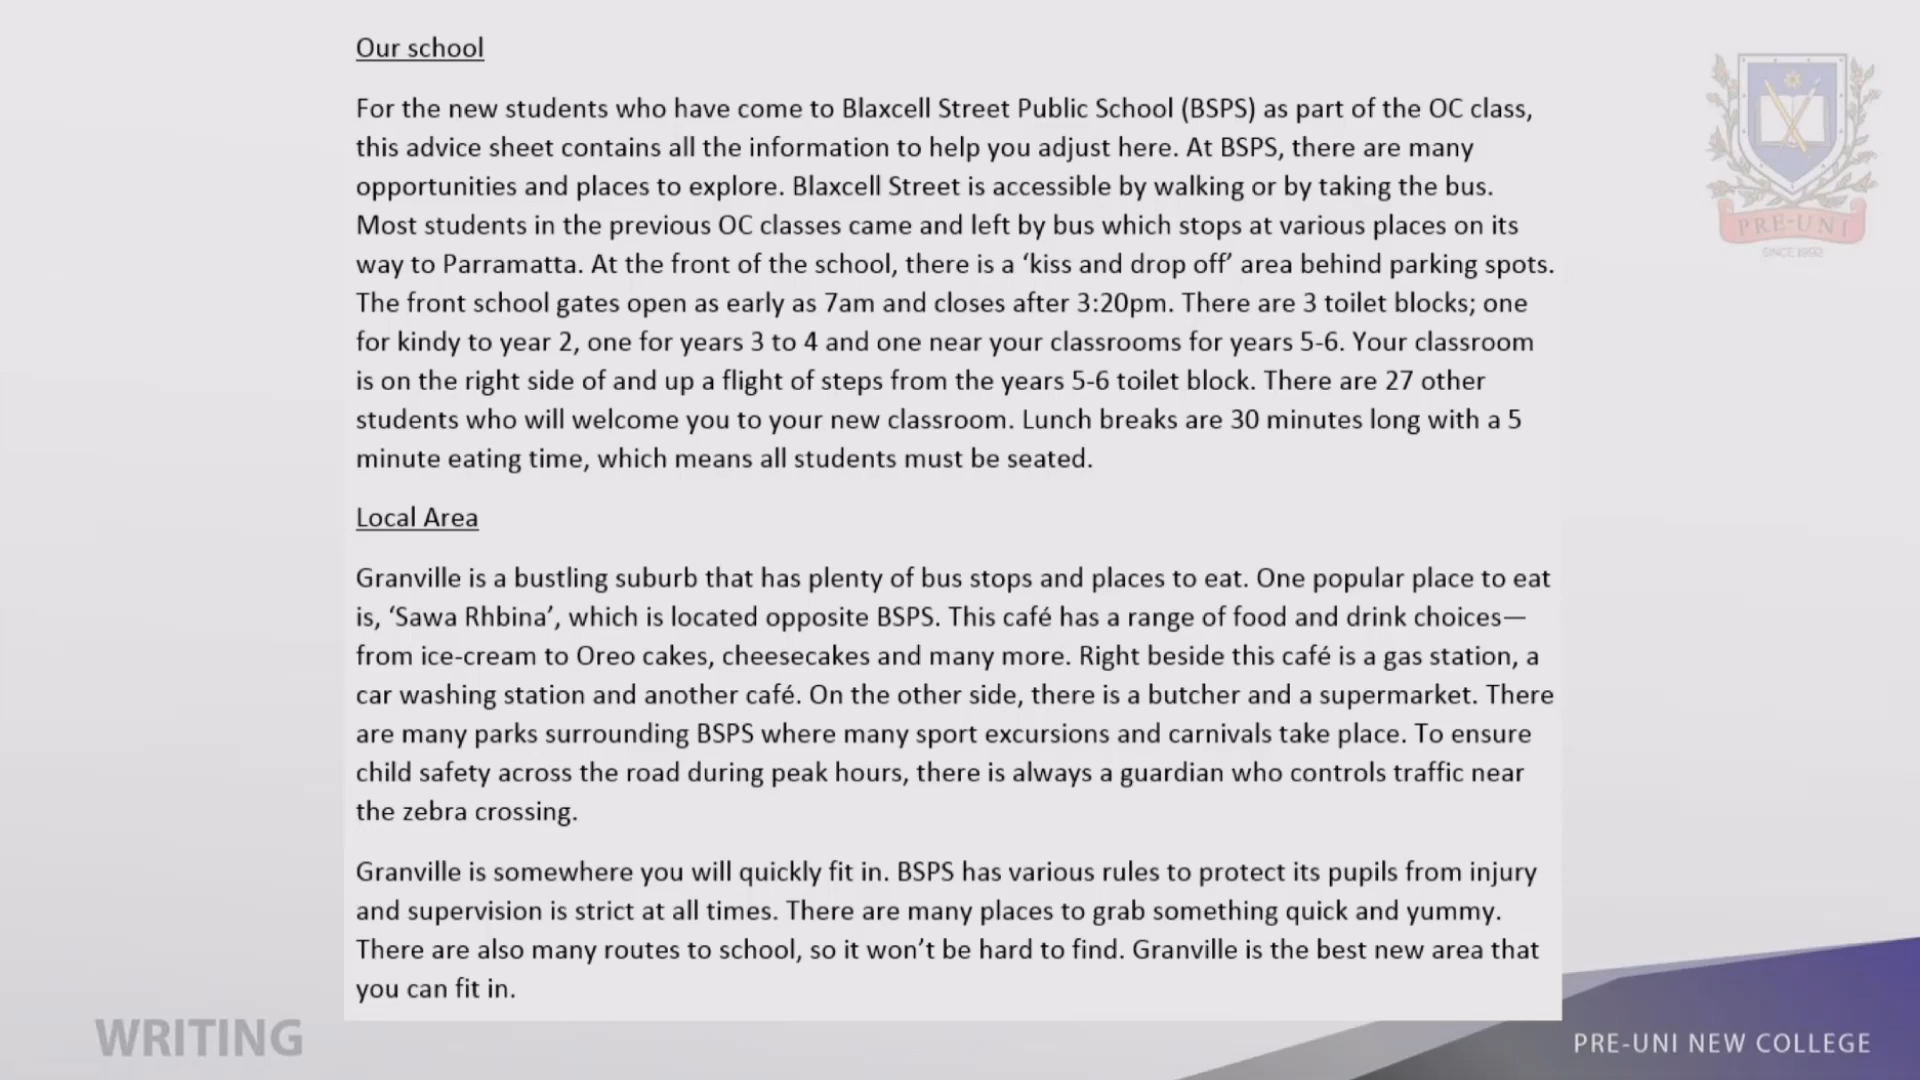 Our school
For the new students who have come to Blaxcell Street Public School (BSPS) as part of the OC class,
this advice sheet contains all the information to help you adjust here. At BSPS, there are many
opportunities and places to explore. Blaxcell Street is accessible by walking or by taking the bus.
Most students in the previous OC classes came and left by bus which stops at various places on its
way to Parramatta. At the front of the school, there is a ‘kiss and drop off’ area behind parking spots.
The front school gates open as early as 7am and closes after 3:20pm. There are 3 toilet blocks; one
for kindy to year 2, one for years 3 to 4 and one near your classrooms for years 5-6. Your classroom
is on the right side of and up a flight of steps from the years 5-6 toilet block. There are 27 other
students who will welcome you to your new classroom. Lunch breaks are 30 minutes long with a 5
minute eating time, which means all students must be seated.
Local Area
Granville is a bustling suburb that has plenty of bus stops and places to eat. One popular place to eat
is, ‘Sawa Rhbina’, which is located opposite BSPS. This café has a range of food and drink choices—
from ice-cream to Oreo cakes, cheesecakes and many more. Right beside this café is a gas station, a
car washing station and another café. On the other side, there is a butcher and a supermarket. There
are many parks surrounding BSPS where many sport excursions and carnivals take place. To ensure
child safety across the road during peak hours, there is always a guardian who controls traffic near
the zebra crossing.
Granville is somewhere you will quickly fit in. BSPS has various rules to protect its pupils from injury
and supervision is strict at all times. There are many places to grab something quick and yummy.
There are also many routes to school, so it won’t be hard to find. Granville is the best new area that
you can fit in.
PRE-UNI
SINCE 1992
WRITING
PRE-UNI NEW COLLEGE